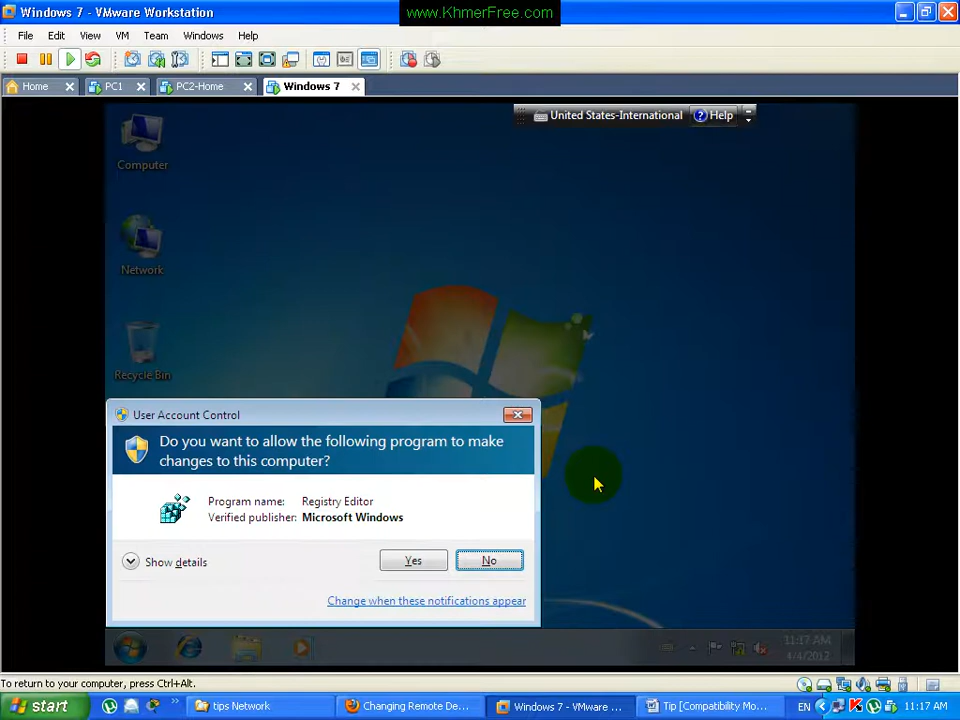 www.KhmerFree.com
Windows 7 - VMware Workstation
File Edit View VM Team Windows Help
Home PC1 PC2-Home Windows 7
United States-International Help
Computer
Network
Recycle Bin
User Account Control
Do you want to allow the following program to make
changes to this computer?
Program name: Registry Editor
Verified publisher: Microsoft Windows
Show details Yes No
Change when these notifications appear
11:17 AM
4/4/2012
To return to your computer, press Ctrl+Alt.
start tips Network Changing Remote De... Windows 7 - VMware ... Tip [Compatibility Mo... EN 11:17 AM